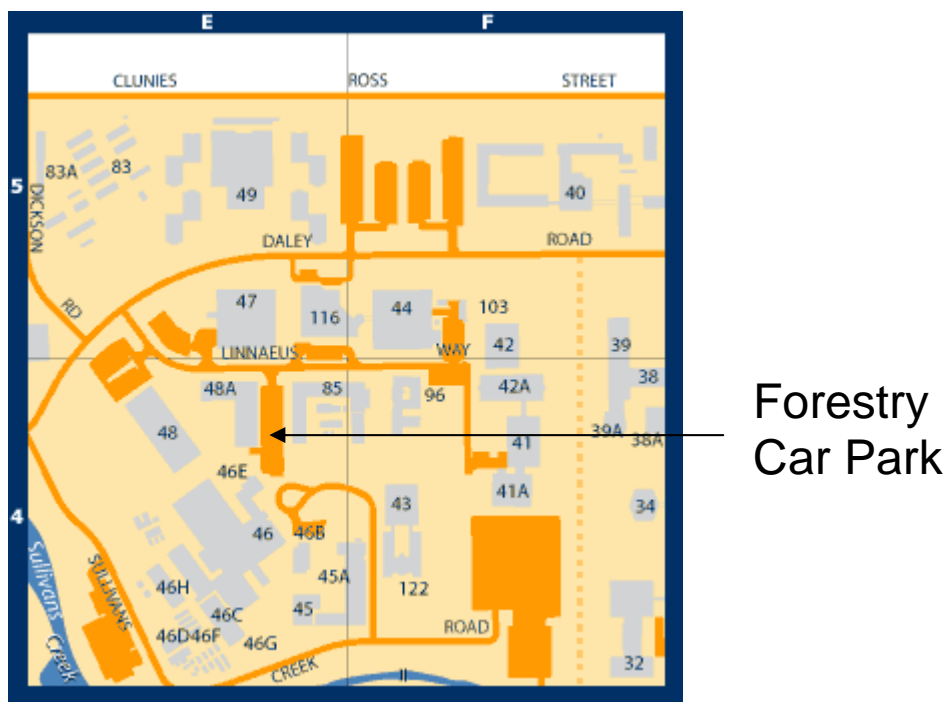 E F
CLUNIES ROSS STREET
5
83A 83 49 40
DICKSON
RD
DALEY ROAD
47 116 44 103
LINNAEUS WAY 42 39
48A 85 96 42A 38
48 41 39A 38A
Forestry
Car Park
46E 43 41A 34
4
46 46B
45A 122
46H
Sullivans
Creek
SULLIVANS
46C 45
46D 46F 46G
ROAD
CREEK
32